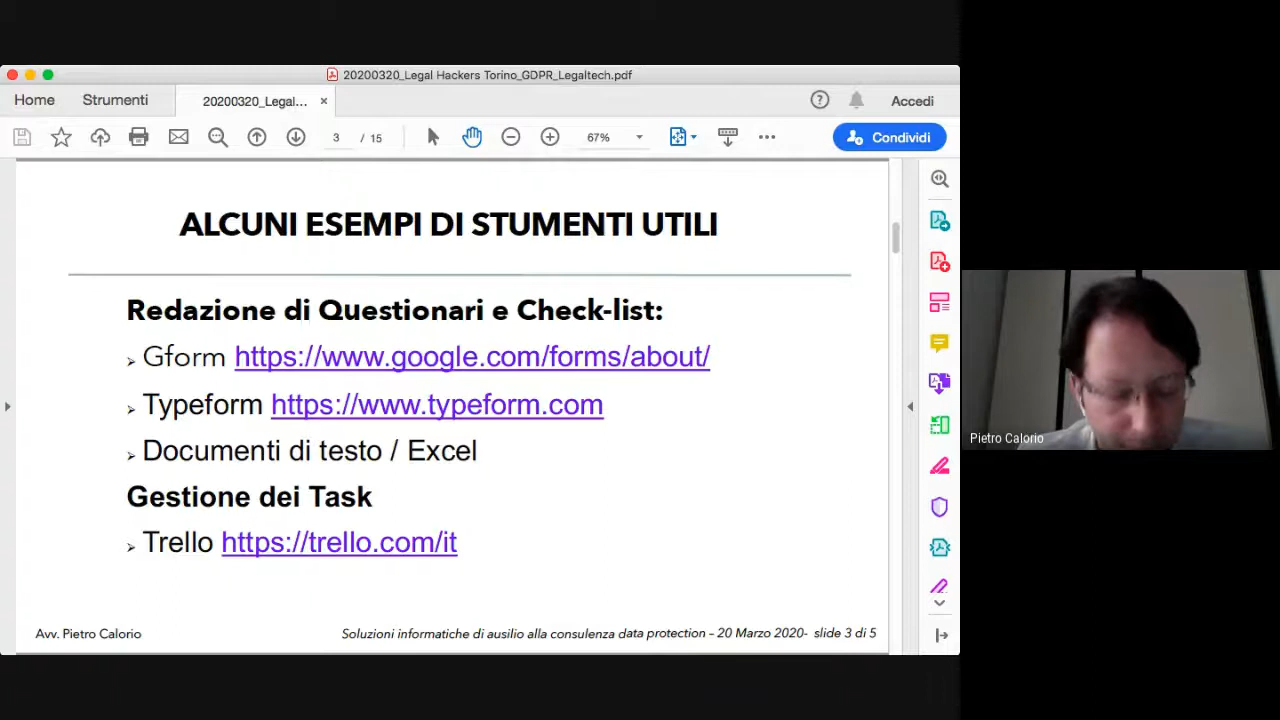 20200320_Legal Hackers Torino_GDPR_Legaltech.pdf
Home
Strumenti
20200320_Legal... ×
Accedi
3 / 15
67%
Condividi
ALCUNI ESEMPI DI STUMENTI UTILI
Redazione di Questionari e Check-list:
➢ Gform https://www.google.com/forms/about/
➢ Typeform https://www.typeform.com
➢ Documenti di testo / Excel
Gestione dei Task
➢ Trello https://trello.com/it
Avv. Pietro Calorio
Soluzioni informatiche di ausilio alla consulenza data protection – 20 Marzo 2020- slide 3 di 5
Pietro Calorio